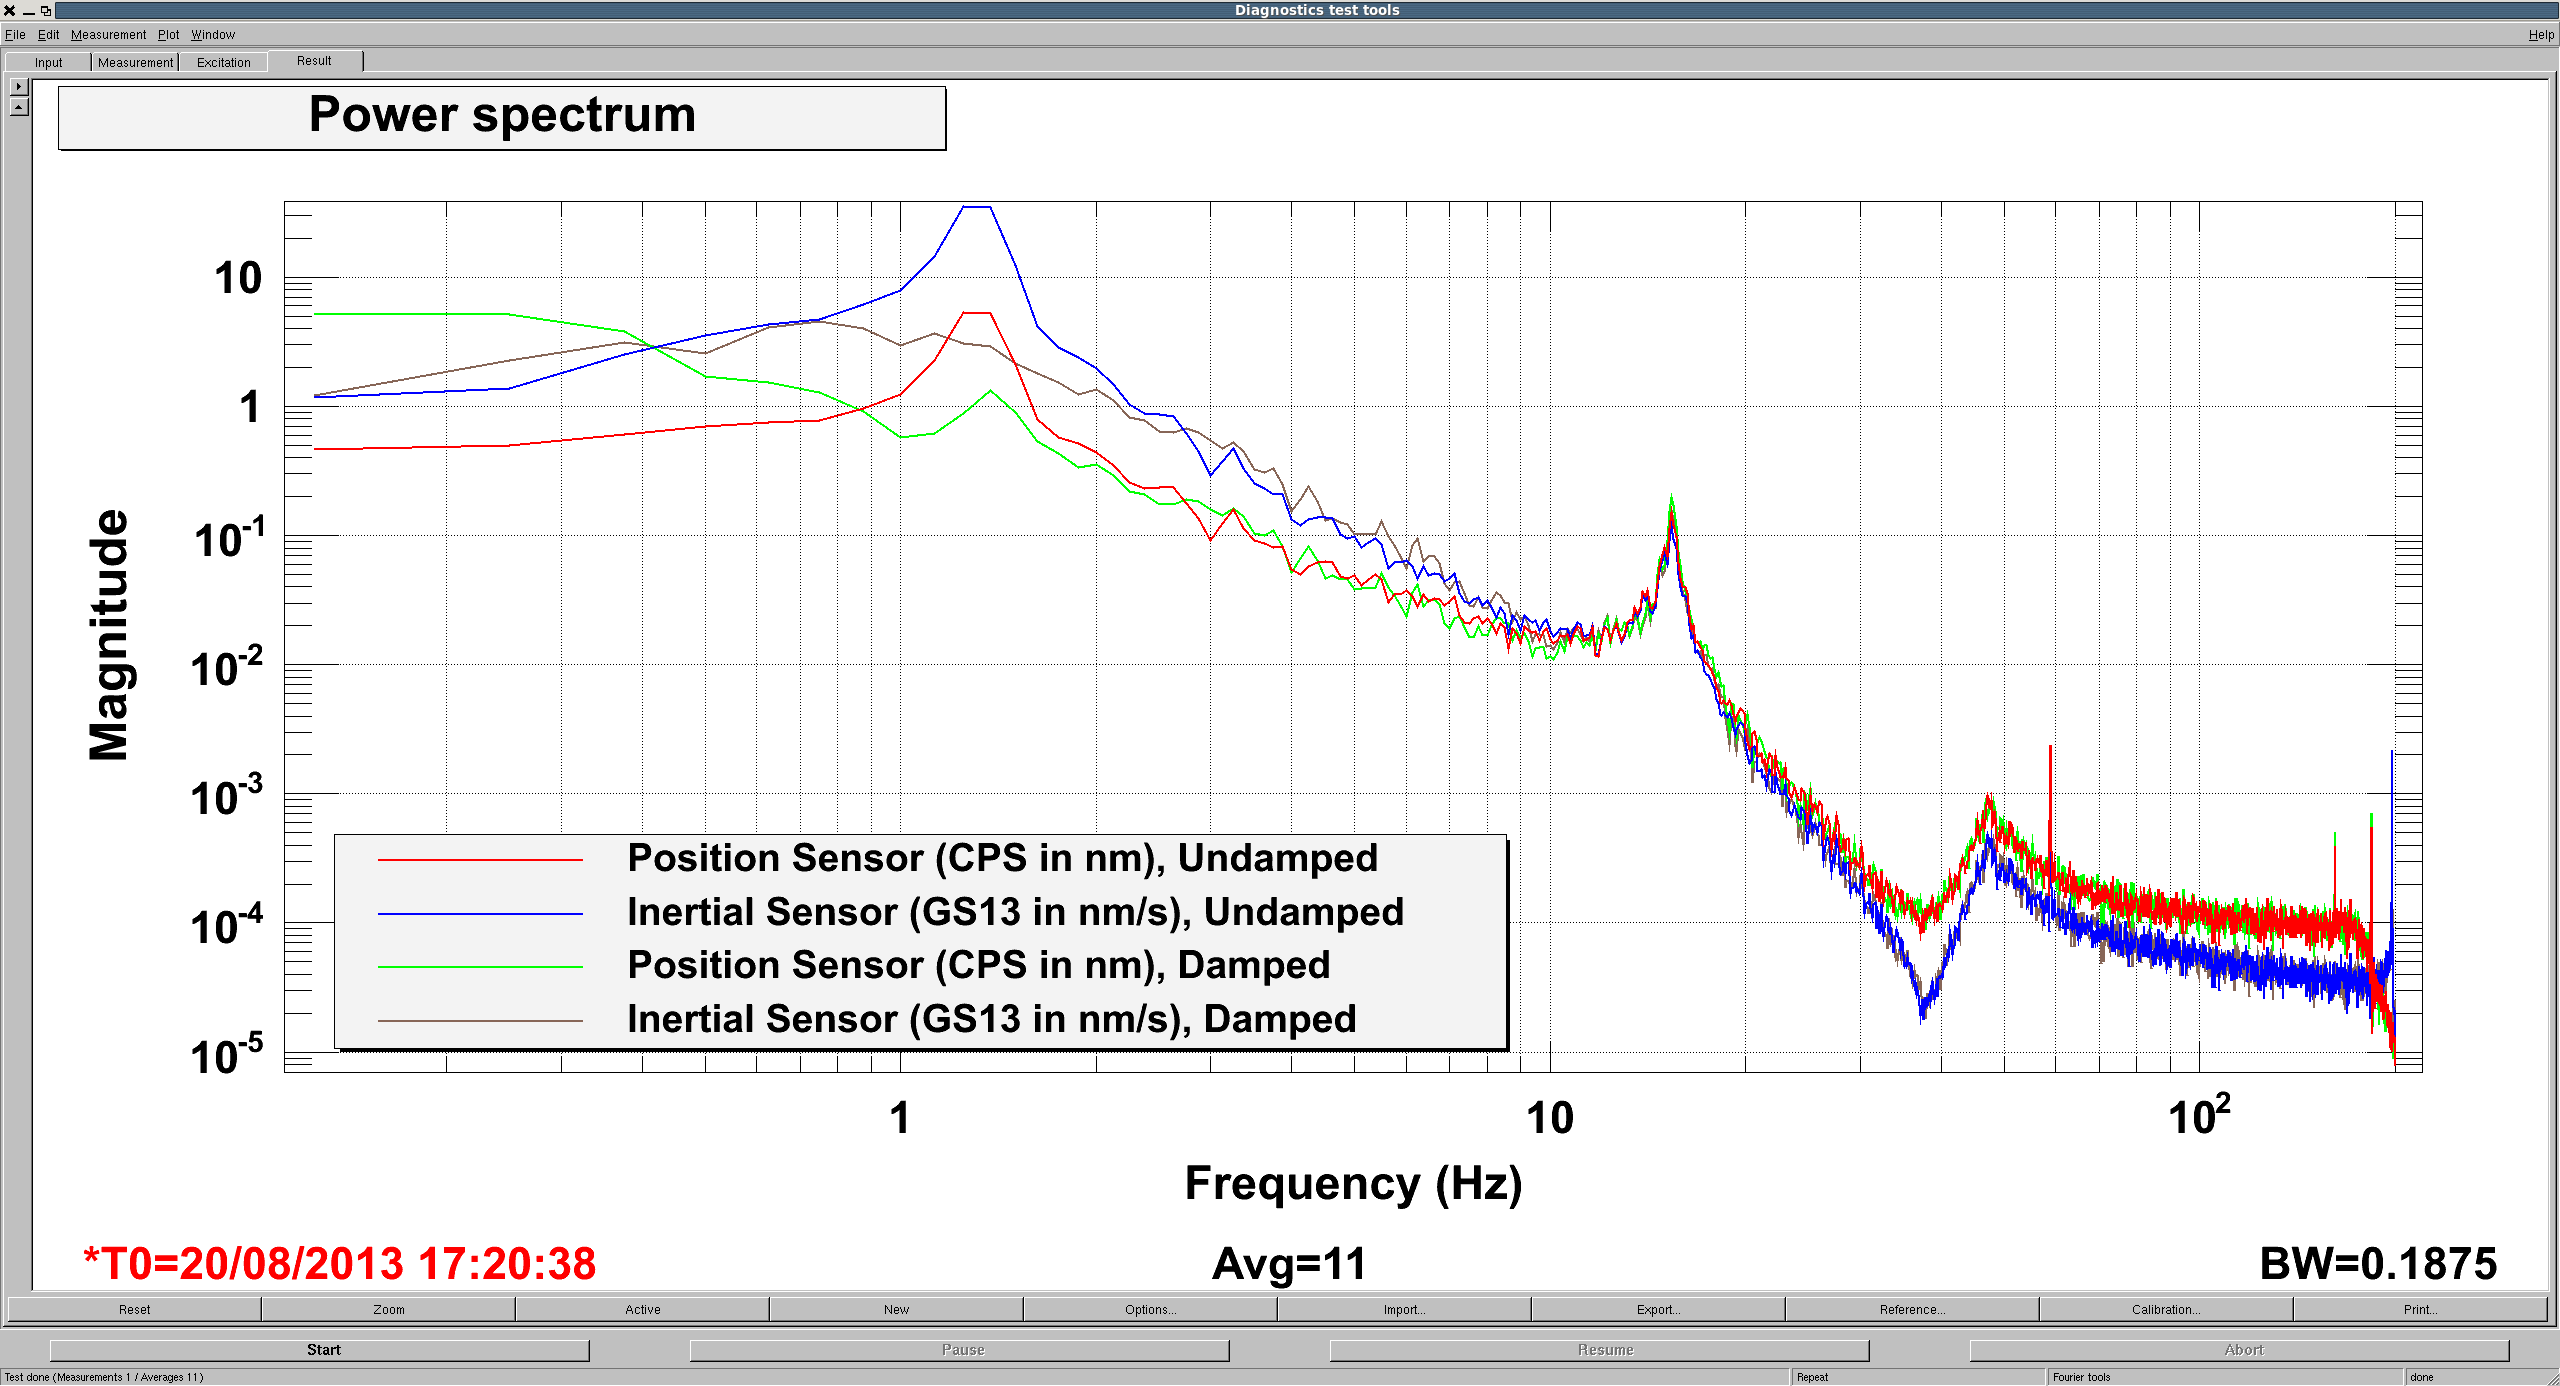 Diagnostics test tools
File Edit Measurement Plot Window Help
Input Measurement Excitation Result
Power spectrum
10
1
10-1
10-2
10-3
10-4
10-5
Magnitude
Position Sensor (CPS in nm), Undamped
Inertial Sensor (GS13 in nm/s), Undamped
Position Sensor (CPS in nm), Damped
Inertial Sensor (GS13 in nm/s), Damped
1 10 102
Frequency (Hz)
*T0=20/08/2013 17:20:38 Avg=11 BW=0.1875
Reset Zoom Active New Options... Import... Export... Reference... Calibration... Print...
Start Pause Resume Abort
Test done (Measurements 1 / Averages 11) Repeat Fourier tools done